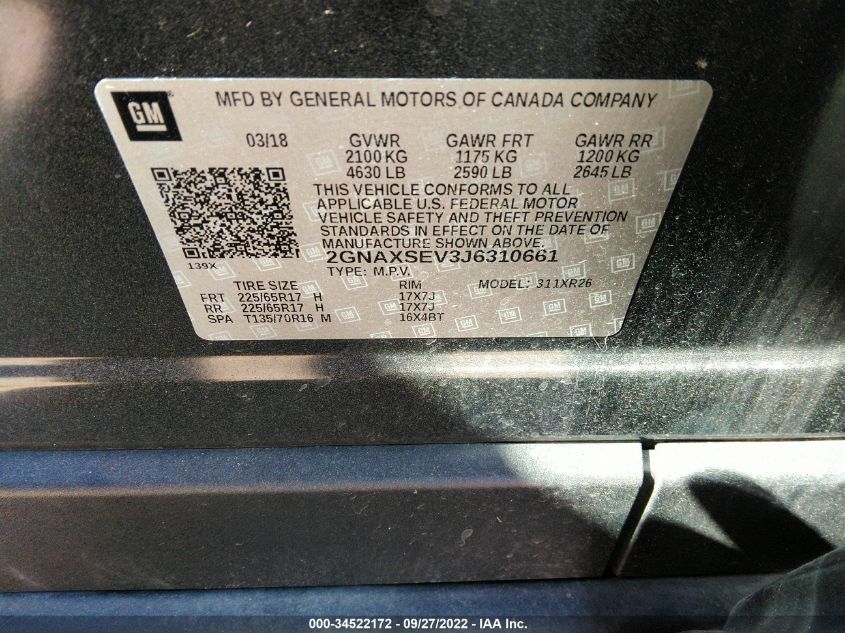 GM
MFD BY GENERAL MOTORS OF CANADA COMPANY
03/18 GVWR GAWR FRT GAWR RR
2100 KG 1175 KG 1200 KG
4630 LB 2590 LB 2645 LB
THIS VEHICLE CONFORMS TO ALL
APPLICABLE U.S. FEDERAL MOTOR
VEHICLE SAFETY AND THEFT PREVENTION
STANDARDS IN EFFECT ON THE DATE OF
MANUFACTURE SHOWN ABOVE.
139X 2GNAXSEV3J6310661
TYPE: M.P.V.
TIRE SIZE RIM MODEL: 311XR26
FRT 225/65R17 H 17X7J
RR 225/65R17 H 17X7J
SPA T135/70R16 M 16X4BT
000-34522172 - 09/27/2022 - IAA Inc.